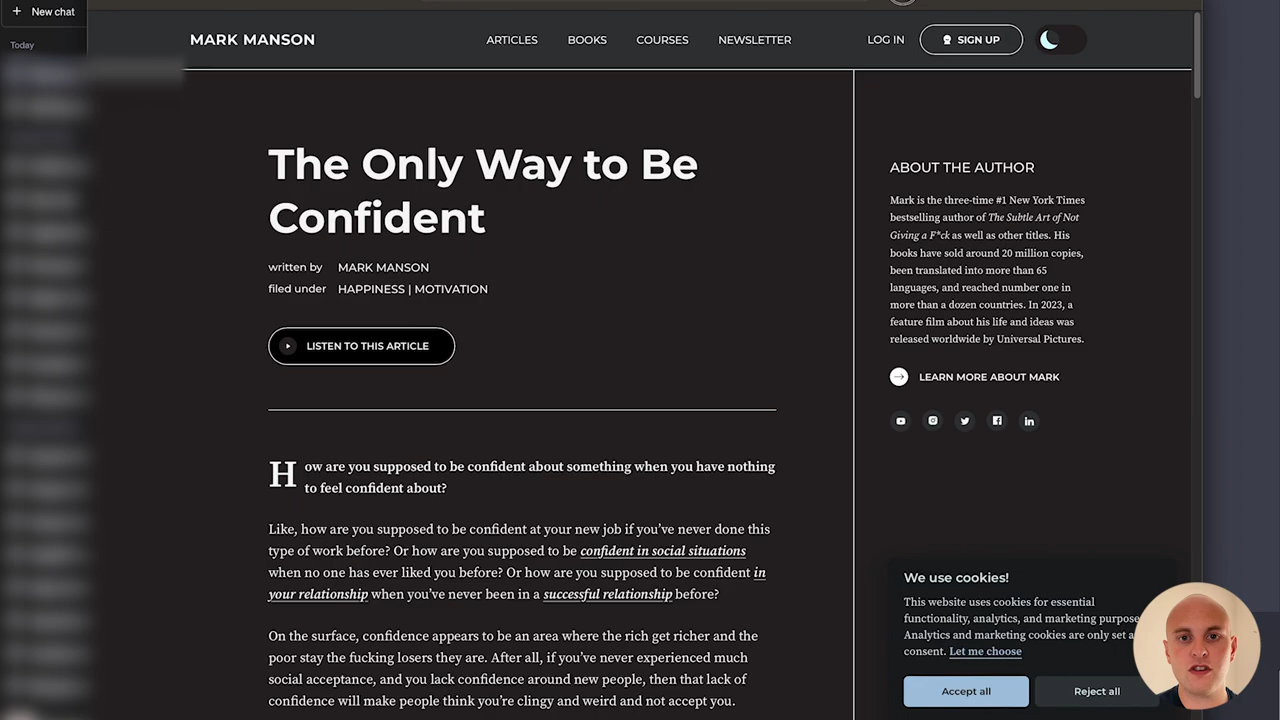 New chat
Today
MARK MANSON
ARTICLES
BOOKS
COURSES
NEWSLETTER
LOG IN
SIGN UP
The Only Way to Be
Confident
written by MARK MANSON
filed under HAPPINESS | MOTIVATION
LISTEN TO THIS ARTICLE
How are you supposed to be confident about something when you have nothing
to feel confident about?
Like, how are you supposed to be confident at your new job if you’ve never done this
type of work before? Or how are you supposed to be confident in social situations
when no one has ever liked you before? Or how are you supposed to be confident in
your relationship when you’ve never been in a successful relationship before?
On the surface, confidence appears to be an area where the rich get richer and the
poor stay the fucking losers they are. After all, if you’ve never experienced much
social acceptance, and you lack confidence around new people, then that lack of
confidence will make people think you’re clingy and weird and not accept you.
ABOUT THE AUTHOR
Mark is the three-time #1 New York Times
bestselling author of The Subtle Art of Not
Giving a F*ck as well as other titles. His
books have sold around 20 million copies,
been translated into more than 65
languages, and reached number one in
more than a dozen countries. In 2023, a
feature film about his life and ideas was
released worldwide by Universal Pictures.
LEARN MORE ABOUT MARK
We use cookies!
This website uses cookies for essential
functionality, analytics, and marketing purpose
Analytics and marketing cookies are only set
consent. Let me choose
Accept all
Reject all